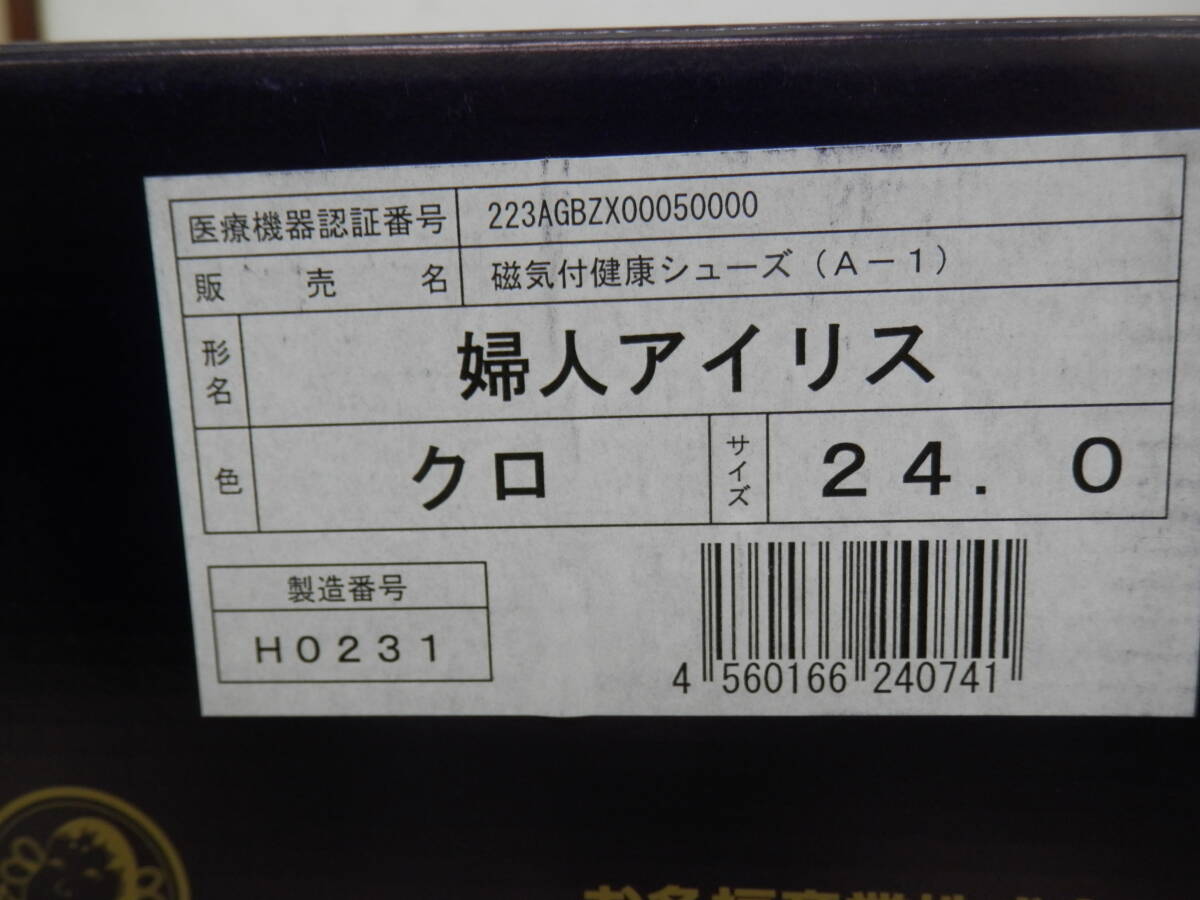 医療機器認証番号 223AGBZX00050000
販売名 磁気付健康シューズ(A-1)
形名 婦人アイリス
色 クロ サイズ 24.0
製造番号
H0231
4 560166 240741